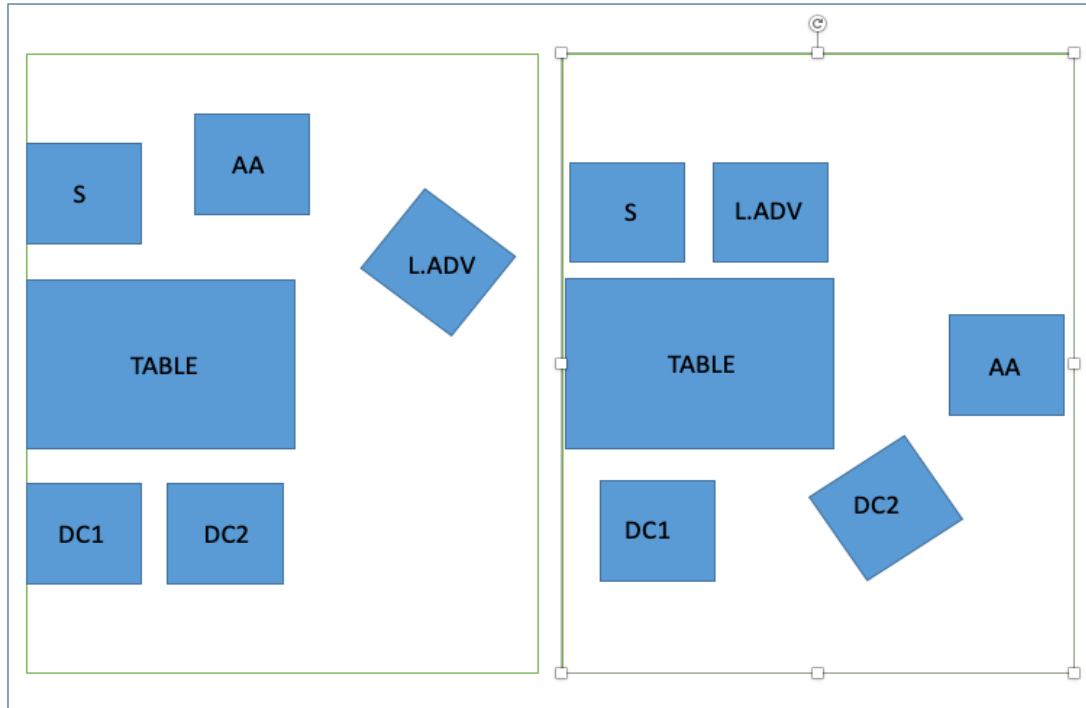 AA
S
L.ADV
TABLE
DC1
DC2
S
L.ADV
TABLE
AA
DC2
DC1